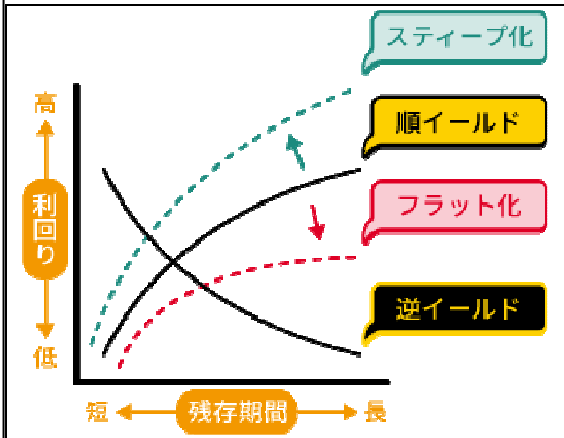 スティープ化
高
順イールド
利回り
フラット化
逆イールド
低
短
残存期間
長